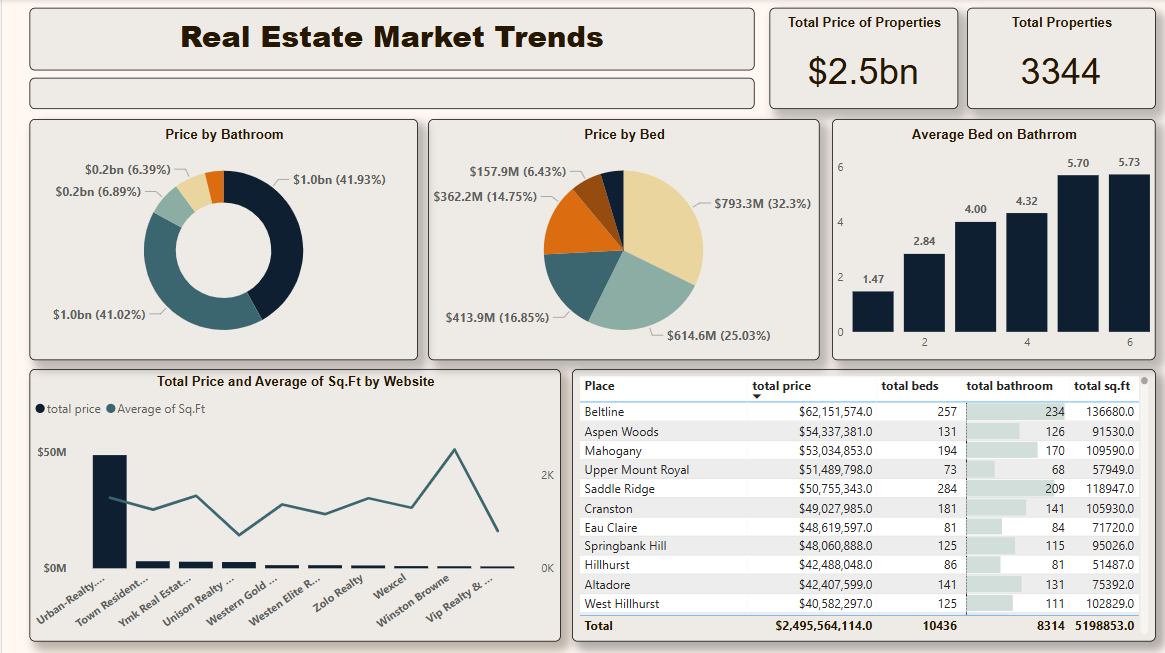 Real Estate Market Trends
Total Price of Properties
$2.5bn
Total Properties
3344
Price by Bathroom
$0.2bn (6.39%)
$0.2bn (6.89%)
$1.0bn (41.93%)
$1.0bn (41.02%)
Price by Bed
$157.9M (6.43%)
$362.2M (14.75%)
$793.3M (32.3%)
$413.9M (16.85%)
$614.6M (25.03%)
Average Bed on Bathrrom
6
4
2
0
1.47
2.84
4.00
4.32
5.70
5.73
2
4
6
Total Price and Average of Sq.Ft by Website
total price
Average of Sq.Ft
$50M
$0M
2K
0K
Urban-Realty....
Town Resident...
Ymk Real Estat...
Unison Realty ...
Western Gold ...
Westen Elite R...
Zolo Realty
Wexcel
Winston Browne
Vip Realty & ...
Place total price total beds total bathroom total sq.ft
Beltline $62,151,574.0 257 234 136680.0
Aspen Woods $54,337,381.0 131 126 91530.0
Mahogany $53,034,853.0 194 170 109590.0
Upper Mount Royal $51,489,798.0 73 68 57949.0
Saddle Ridge $50,755,343.0 284 209 118947.0
Cranston $49,027,985.0 181 141 105930.0
Eau Claire $48,619,597.0 81 84 71720.0
Springbank Hill $48,060,888.0 125 115 95026.0
Hillhurst $42,488,048.0 86 81 51487.0
Altadore $42,407,599.0 141 131 75392.0
West Hillhurst $40,582,297.0 125 111 102829.0
Total $2,495,564,114.0 10436 8314 5198853.0